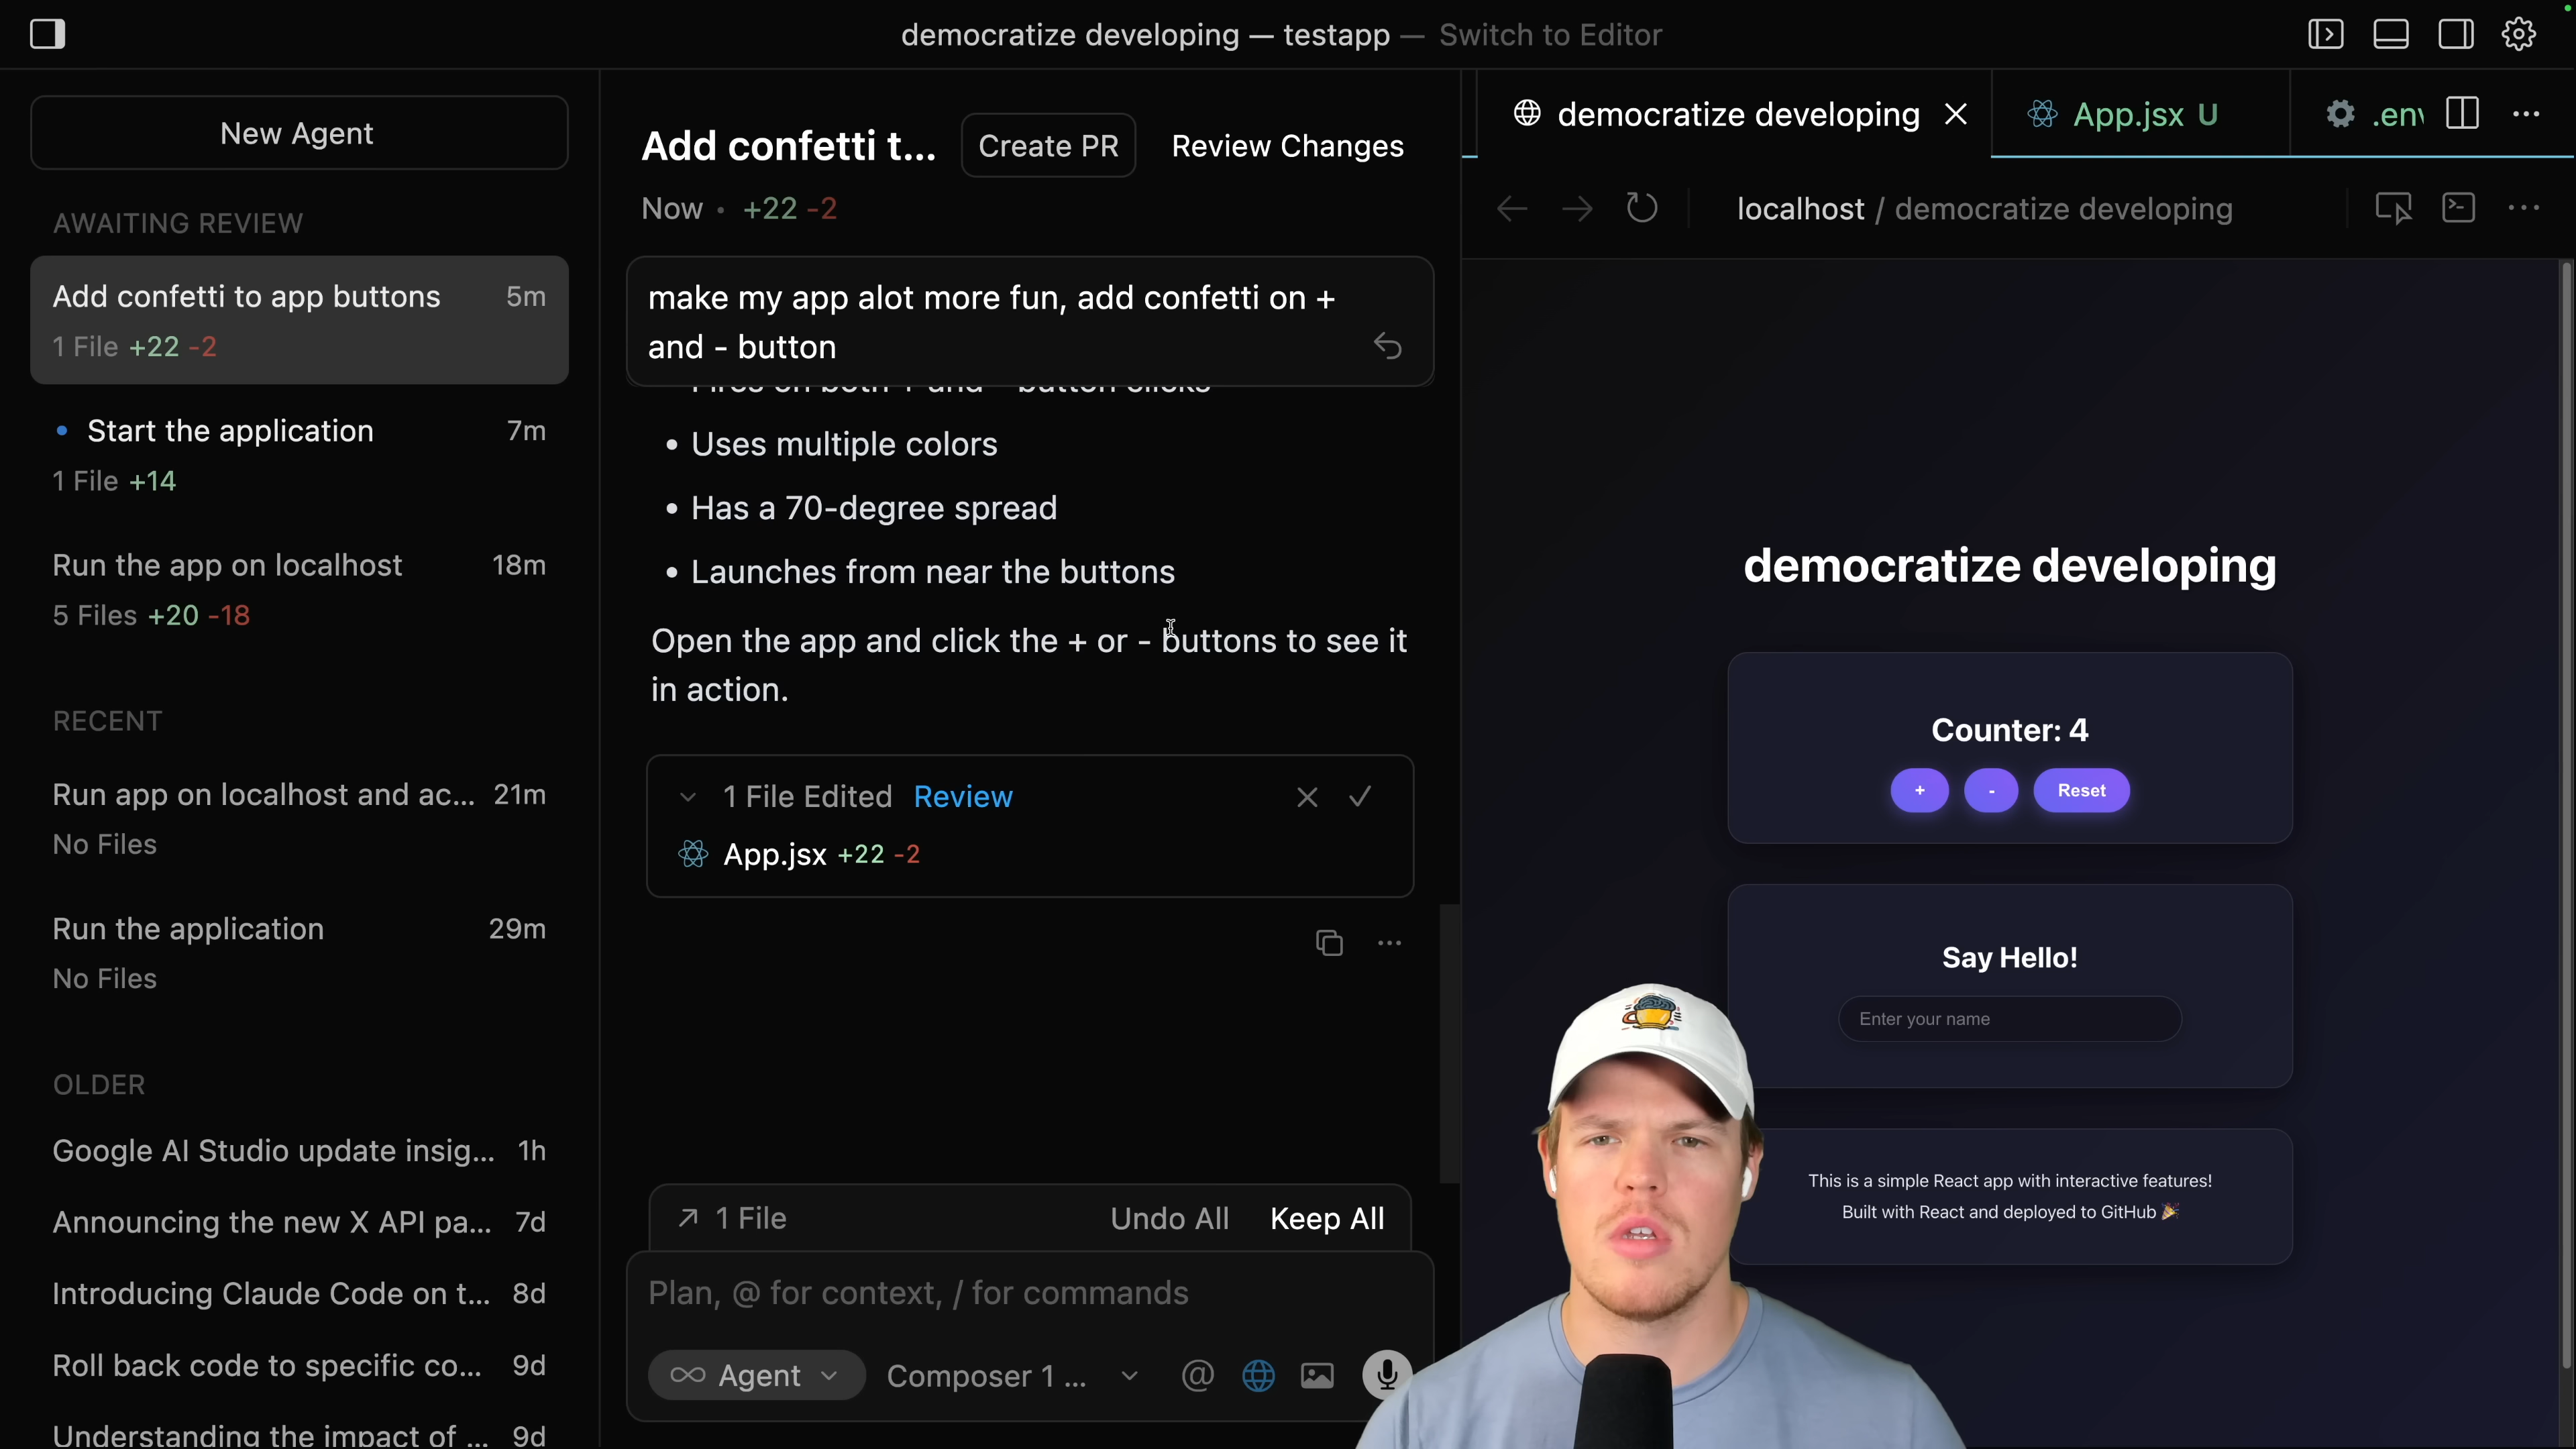 democratize developing — testapp — Switch to Editor
New Agent
AWAITING REVIEW
Add confetti to app buttons 5m
1 File +22 -2
Start the application 7m
1 File +14
Run the app on localhost 18m
5 Files +20 -18
RECENT
Run app on localhost and ac... 21m
No Files
Run the application 29m
No Files
OLDER
Google AI Studio update insig... 1h
Announcing the new X API pa... 7d
Introducing Claude Code on t... 8d
Roll back code to specific co... 9d
Understanding the impact of ... 9d
Add confetti t... Create PR Review Changes
Now • +22 -2
make my app alot more fun, add confetti on +
and - button
Fires on both + and - button clicks
• Uses multiple colors
• Has a 70-degree spread
• Launches from near the buttons
Open the app and click the + or - buttons to see it
in action.
1 File Edited Review
App.jsx +22 -2
1 File Undo All Keep All
Plan, @ for context, / for commands
Agent Composer 1 ...
democratize developing App.jsx U .env
localhost / democratize developing
democratize developing
Counter: 4
+ - Reset
Say Hello!
Enter your name
This is a simple React app with interactive features!
Built with React and deployed to GitHub 🎉